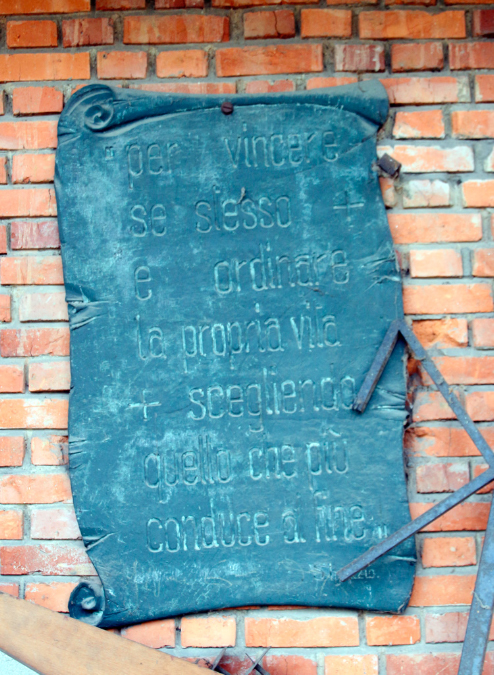 "per vincere
se stesso +
e ordinare
la propria vita
+ scegliendo
quello che più
conduce al fine"